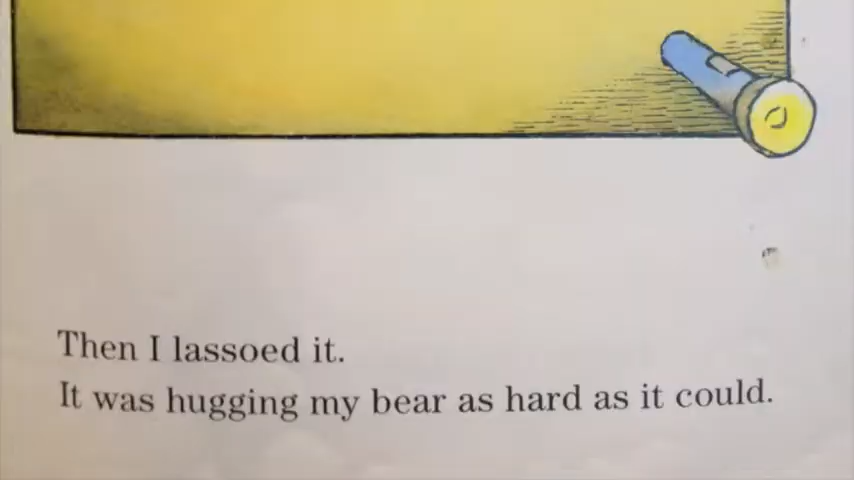 Then I lassoed it.
It was hugging my bear as hard as it could.